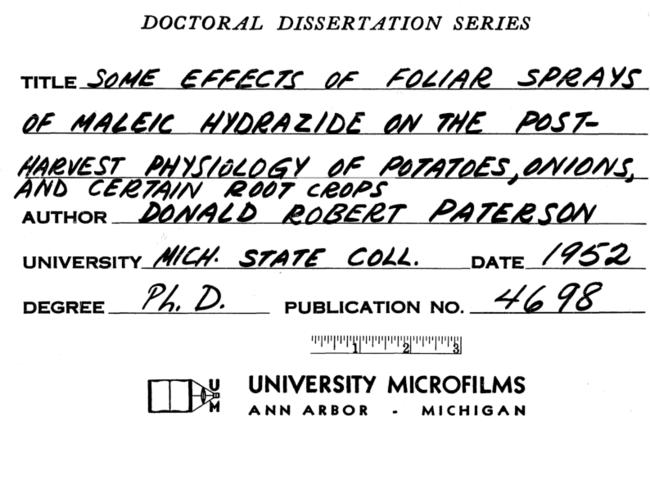 DOCTORAL DISSERTATION SERIES
TITLE SOME EFFECTS OF FOLIAR SPRAYS
OF MALEIC HYDRAZIDE ON THE POST-
HARVEST PHYSIOLOGY OF POTATOES, ONIONS,
AND CERTAIN ROOT CROPS
AUTHOR DONALD ROBERT PATERSON
UNIVERSITY MICH. STATE COLL. DATE 1952
DEGREE Ph. D. PUBLICATION NO. 4698
1 2 3
U M UNIVERSITY MICROFILMS
ANN ARBOR - MICHIGAN